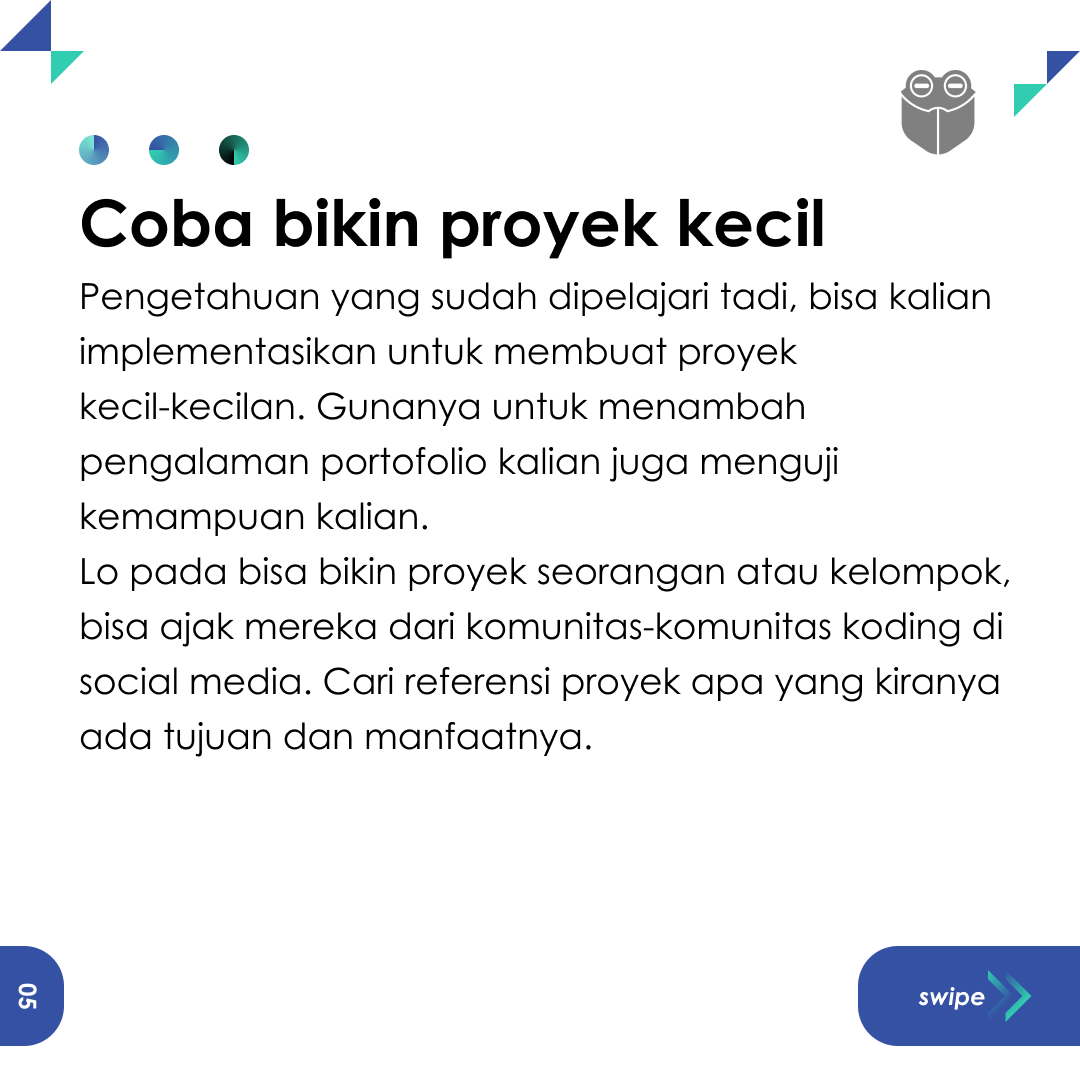 Coba bikin proyek kecil
Pengetahuan yang sudah dipelajari tadi, bisa kalian
implementasikan untuk membuat proyek
kecil-kecilan. Gunanya untuk menambah
pengalaman portofolio kalian juga menguji
kemampuan kalian.
Lo pada bisa bikin proyek seorangan atau kelompok,
bisa ajak mereka dari komunitas-komunitas koding di
social media. Cari referensi proyek apa yang kiranya
ada tujuan dan manfaatnya.
05
swipe